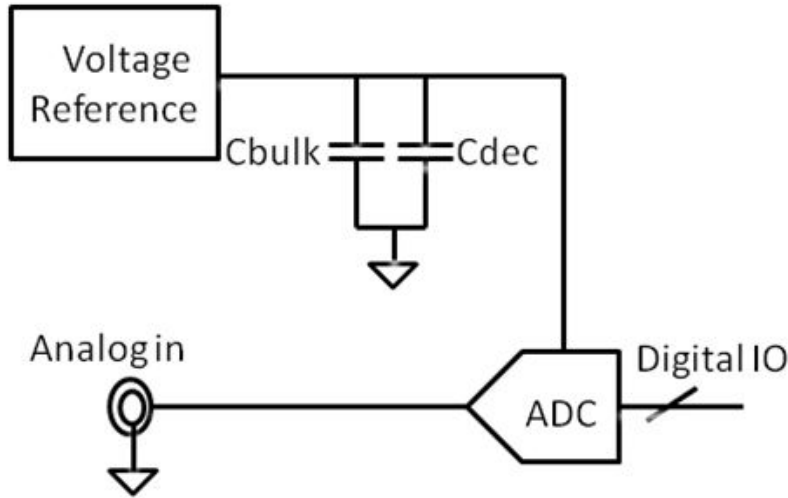 Voltage
Reference
Cbulk
Cdec
Analog in
Digital IO
ADC